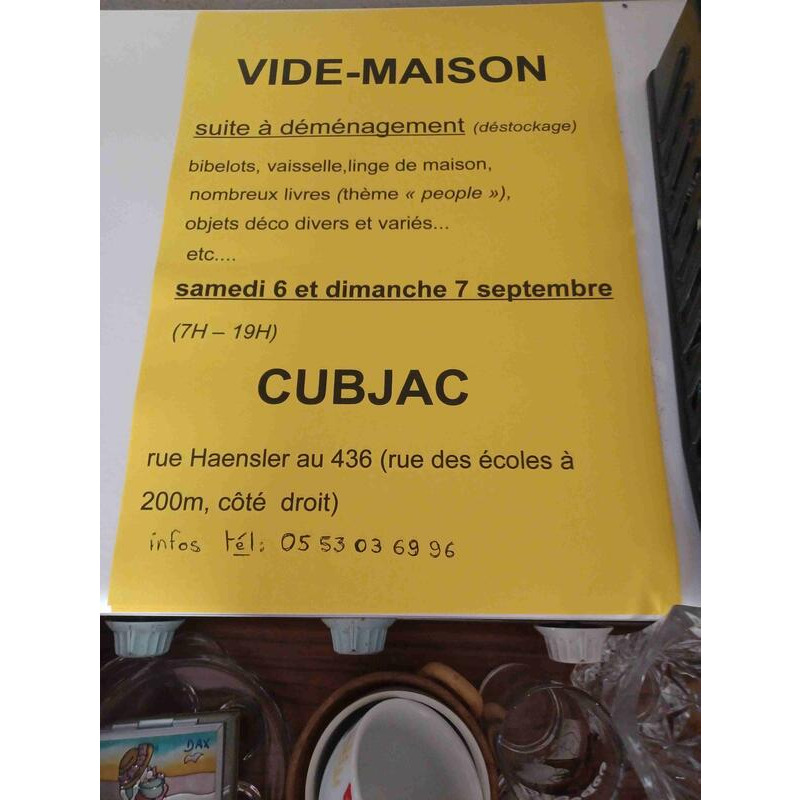 VIDE-MAISON
suite à déménagement (déstockage)
bibelots, vaisselle,linge de maison,
nombreux livres (thème « people »),
objets déco divers et variés...
etc....
samedi 6 et dimanche 7 septembre
(7H – 19H)
CUBJAC
rue Haensler au 436 (rue des écoles à
200m, côté droit)
infos tél: 05 53 03 69 96
DAX